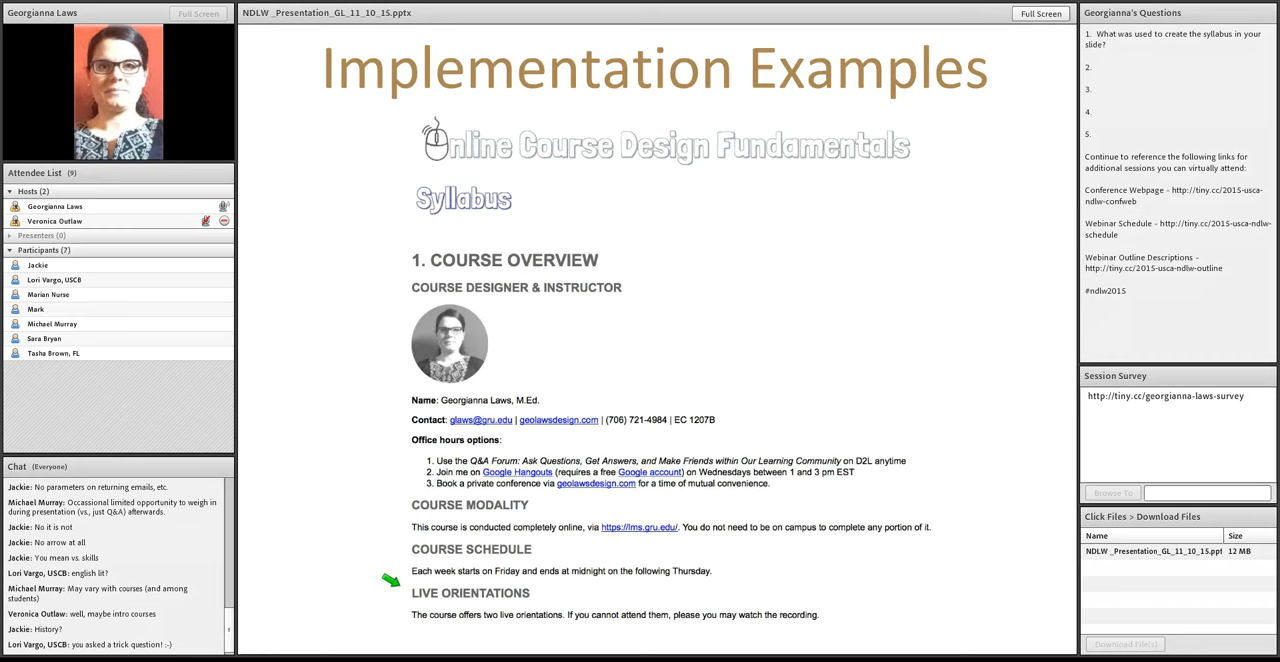 Georgianna Laws
Full Screen
Attendee List (9)
Hosts (2)
Georgianna Laws
Veronica Outlaw
Presenters (0)
Participants (7)
Jackie
Lori Vargo, USCB
Marian Nurse
Mark
Michael Murray
Sara Bryan
Tasha Brown, FL
Chat (Everyone)
Jackie: No parameters on returning emails, etc.
Michael Murray: Occassional limited opportunity to weigh in
during presentation (vs., just Q&A) afterwards.
Jackie: No it is not
Jackie: No arrow at all
Jackie: You mean vs. skills
Lori Vargo, USCB: english lit?
Michael Murray: May vary with courses (and among
students)
Veronica Outlaw: well, maybe intro courses
Jackie: History?
Lori Vargo, USCB: you asked a trick question! :-)
NDLW _Presentation_GL_11_10_15.pptx
Full Screen
Implementation Examples
Online Course Design Fundamentals
Syllabus
1. COURSE OVERVIEW
COURSE DESIGNER & INSTRUCTOR
Name: Georgianna Laws, M.Ed.
Contact: glaws@gru.edu | geolawsdesign.com | (706) 721-4984 | EC 1207B
Office hours options:
1. Use the Q&A Forum: Ask Questions, Get Answers, and Make Friends within Our Learning Community on D2L anytime
2. Join me on Google Hangouts (requires a free Google account) on Wednesdays between 1 and 3 pm EST
3. Book a private conference via geolawsdesign.com for a time of mutual convenience.
COURSE MODALITY
This course is conducted completely online, via https://lms.gru.edu/. You do not need to be on campus to complete any portion of it.
COURSE SCHEDULE
Each week starts on Friday and ends at midnight on the following Thursday.
LIVE ORIENTATIONS
The course offers two live orientations. If you cannot attend them, please you may watch the recording.
Georgianna's Questions
1. What was used to create the syllabus in your
slide?
2.
3.
4.
5.
Continue to reference the following links for
additional sessions you can virtually attend:
Conference Webpage - http://tiny.cc/2015-usca-
ndlw-confweb
Webinar Schedule - http://tiny.cc/2015-usca-ndlw-
schedule
Webinar Outline Descriptions -
http://tiny.cc/2015-usca-ndlw-outline
#ndlw2015
Session Survey
http://tiny.cc/georgianna-laws-survey
Browse To
Click Files > Download Files
Name Size
NDLW _Presentation_GL_11_10_15.ppt 12 MB
Download File(s)